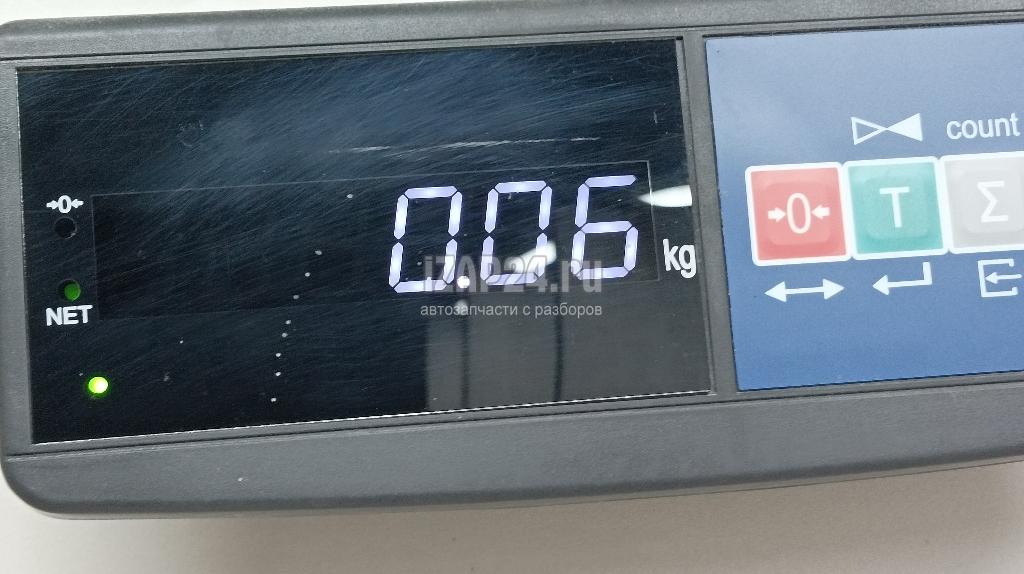 count
→0←
T
Σ
0.06 kg
→0←
NET
iZAP24.ru
автозапчасти с разборов